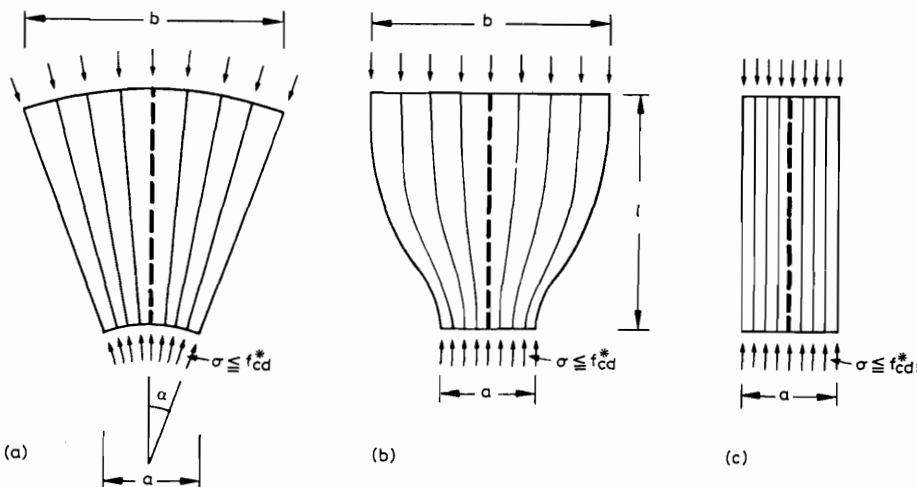 b
σ ≦ f*cd
α
a
(a)
b
l
σ ≦ f*cd
a
(b)
σ ≦ f*cd
a
(c)